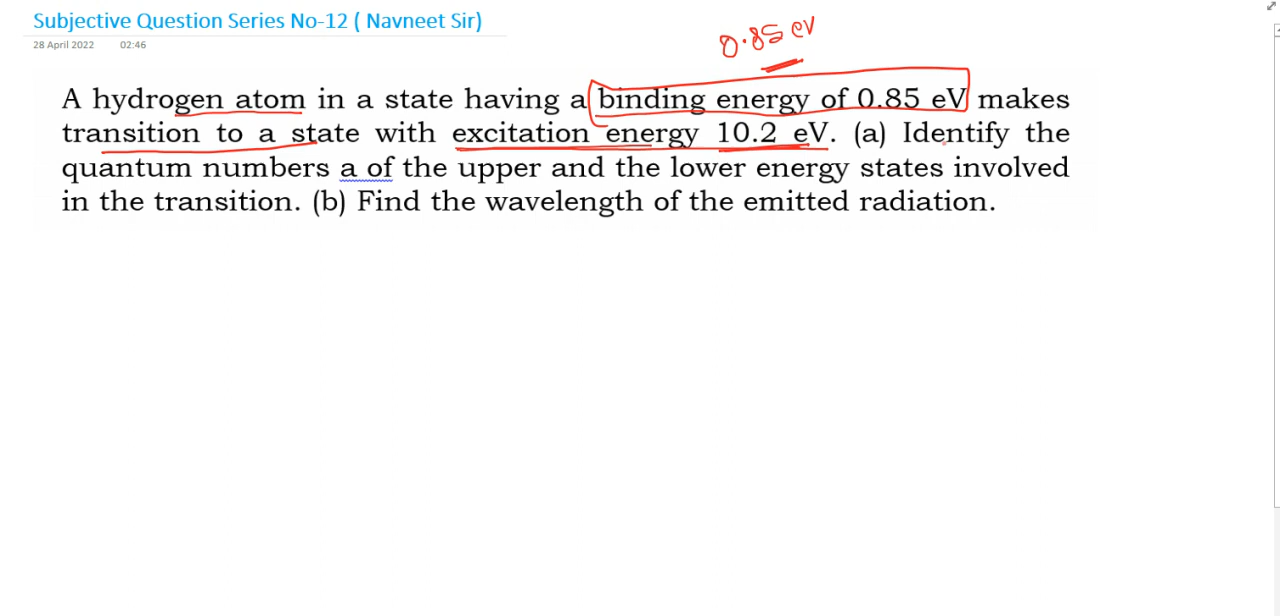 Subjective Question Series No-12 ( Navneet Sir)
28 April 2022 02:46
0.85 eV
A hydrogen atom in a state having a binding energy of 0.85 eV makes
transition to a state with excitation energy 10.2 eV. (a) Identify the
quantum numbers a of the upper and the lower energy states involved
in the transition. (b) Find the wavelength of the emitted radiation.